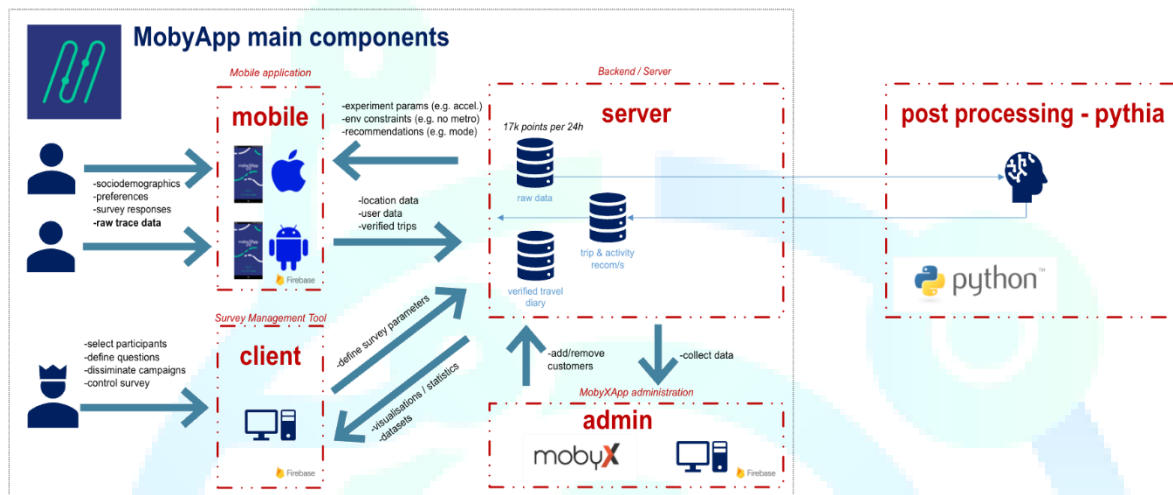 MobyApp main components
Mobile application
mobile
-experiment params (e.g. accel.)
-env constraints (e.g. no metro)
-recommendations (e.g. mode)
-sociodemographics
-preferences
-survey responses
-raw trace data
-location data
-user data
-verified trips
Firebase
Backend / Server
server
17k points per 24h
raw data
trip & activity
recom/s
verified travel
diary
post processing - pythia
python™
Survey Management Tool
client
-select participants
-define questions
-dissiminate campaigns
-control survey
Firebase
-define survey parameters
-visualisations / statistics
-datasets
-add/remove
customers
-collect data
MobyXApp administration
admin
mobyX
Firebase